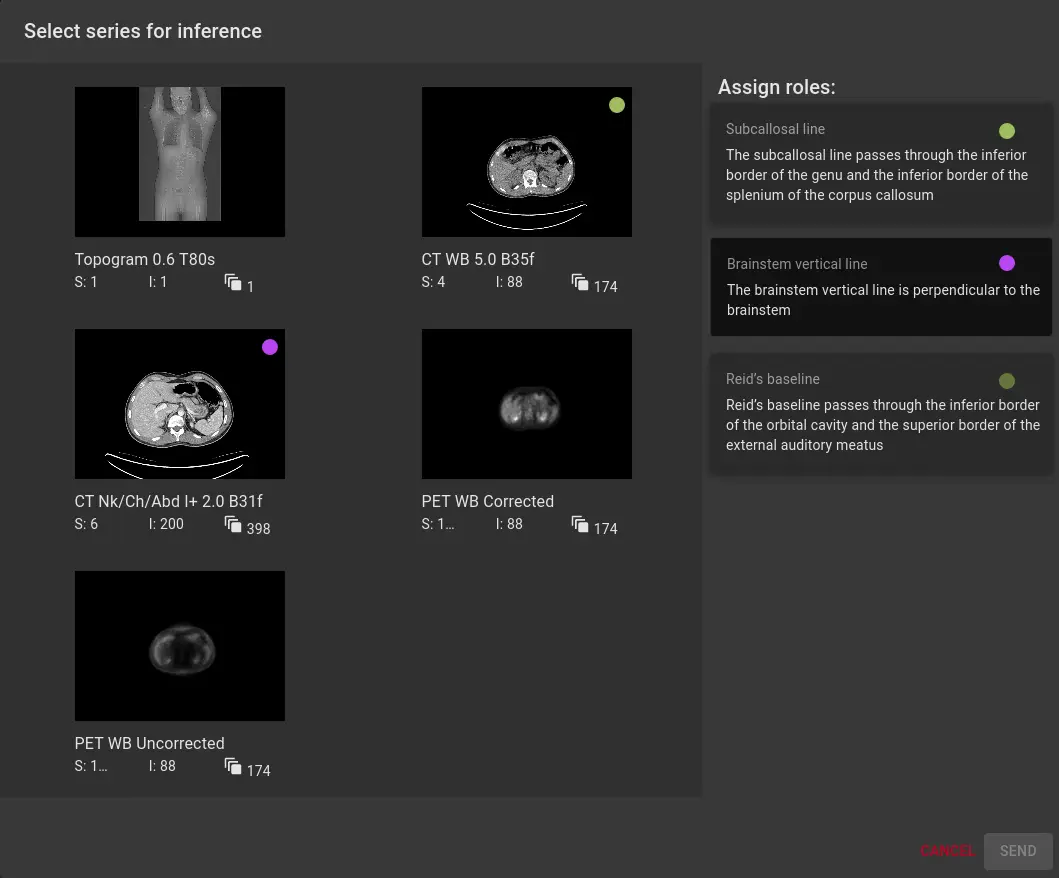 Select series for inference
Topogram 0.6 T80s
S: 1 I: 1 1
CT WB 5.0 B35f
S: 4 I: 88 174
CT Nk/Ch/Abd I+ 2.0 B31f
S: 6 I: 200 398
PET WB Corrected
S: 1... I: 88 174
PET WB Uncorrected
S: 1... I: 88 174
Assign roles:
Subcallosal line
The subcallosal line passes through the inferior
border of the genu and the inferior border of the
splenium of the corpus callosum
Brainstem vertical line
The brainstem vertical line is perpendicular to the
brainstem
Reid’s baseline
Reid’s baseline passes through the inferior border
of the orbital cavity and the superior border of the
external auditory meatus
CANCEL SEND